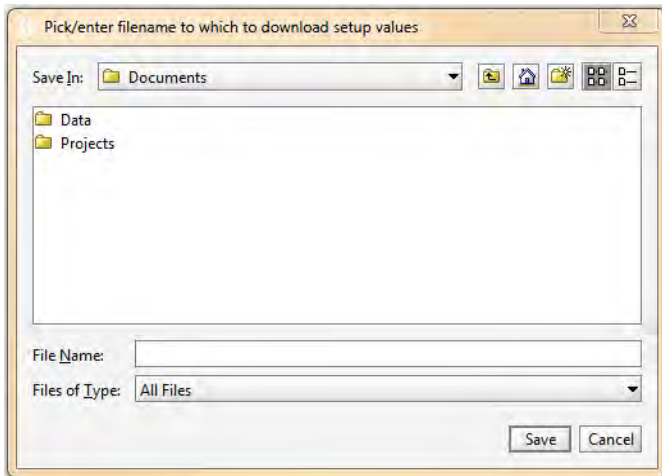 Pick/enter filename to which to download setup values
Save In: Documents
Data
Projects
File Name:
Files of Type: All Files
Save Cancel